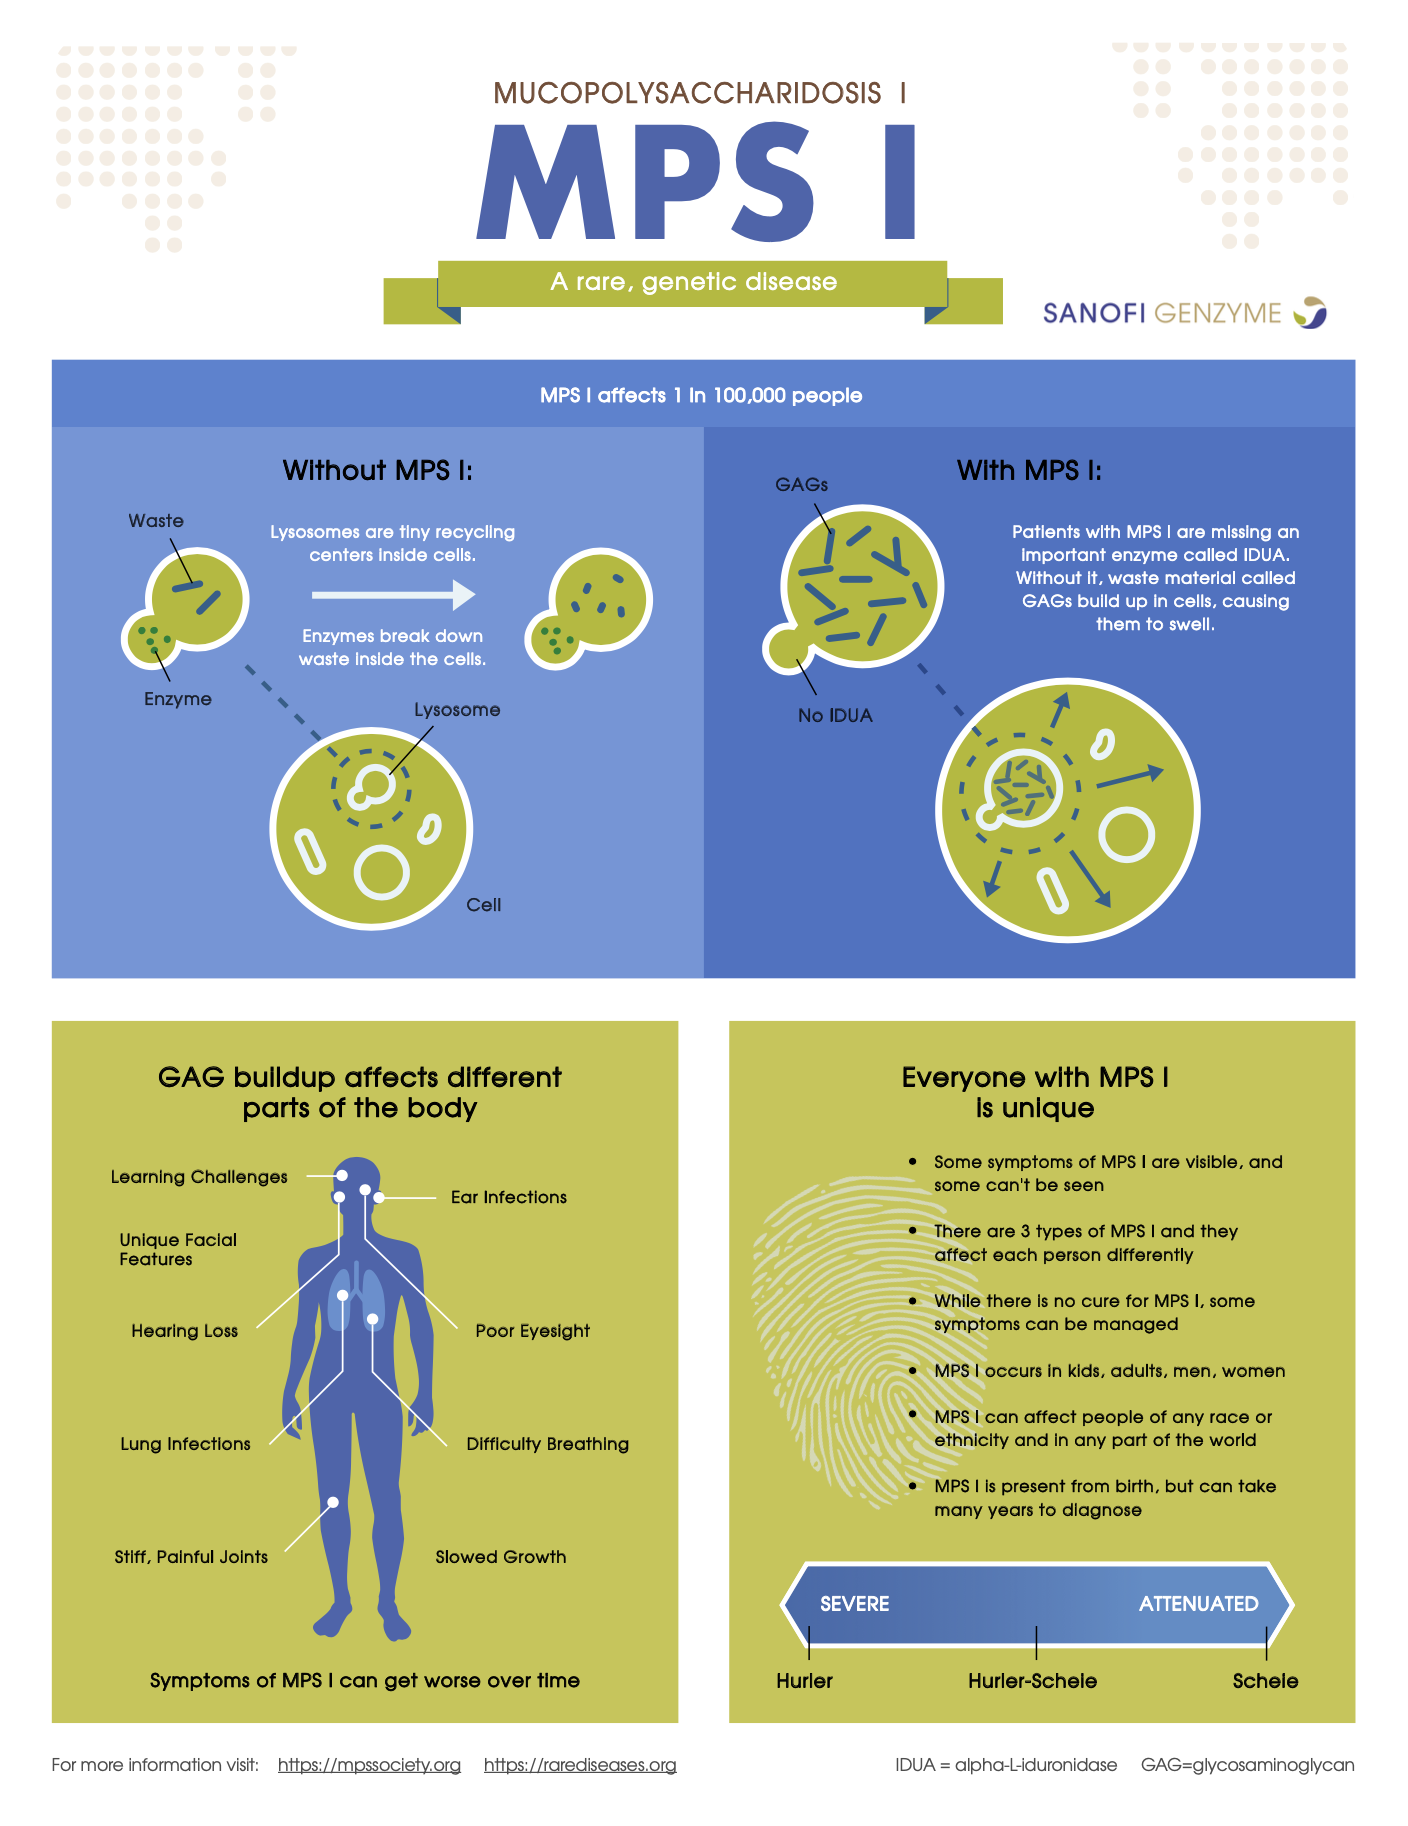 MUCOPOLYSACCHARIDOSIS I
MPS I
A rare, genetic disease
SANOFI GENZYME
MPS I affects 1 in 100,000 people
Without MPS I:
Waste
Lysosomes are tiny recycling
centers inside cells.
Enzymes break down
waste inside the cells.
Enzyme
Lysosome
Cell
With MPS I:
GAGs
Patients with MPS I are missing an
important enzyme called IDUA.
Without it, waste material called
GAGs build up in cells, causing
them to swell.
No IDUA
GAG buildup affects different
parts of the body
Learning Challenges
Ear Infections
Unique Facial
Features
Hearing Loss
Poor Eyesight
Lung Infections
Difficulty Breathing
Stiff, Painful Joints
Slowed Growth
Symptoms of MPS I can get worse over time
Everyone with MPS I
is unique
• Some symptoms of MPS I are visible, and
some can't be seen
• There are 3 types of MPS I and they
affect each person differently
• While there is no cure for MPS I, some
symptoms can be managed
• MPS I occurs in kids, adults, men, women
• MPS I can affect people of any race or
ethnicity and in any part of the world
• MPS I is present from birth, but can take
many years to diagnose
SEVERE ATTENUATED
Hurler Hurler-Scheie Scheie
For more information visit: https://mpssociety.org https://rarediseases.org
IDUA = alpha-L-iduronidase GAG=glycosaminoglycan